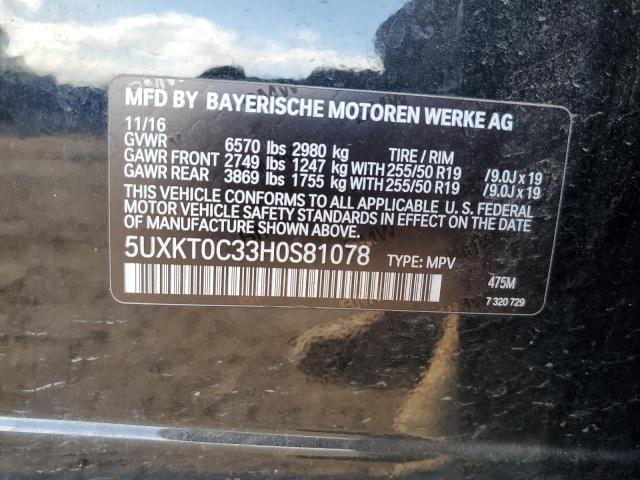 MFD BY BAYERISCHE MOTOREN WERKE AG
11/16
GVWR 6570 lbs 2980 kg TIRE / RIM
GAWR FRONT 2749 lbs 1247 kg WITH 255/50 R19 /9.0J x 19
GAWR REAR 3869 lbs 1755 kg WITH 255/50 R19 /9.0J x 19
THIS VEHICLE CONFORMS TO ALL APPLICABLE U. S. FEDERAL
MOTOR VEHICLE SAFETY STANDARDS IN EFFECT ON THE DATE
OF MANUFACTURE SHOWN ABOVE.
5UXKT0C33H0S81078 TYPE: MPV
475M
7 320 729